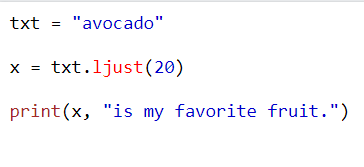 txt = "avocado"
x = txt.ljust(20)
print(x, "is my favorite fruit.")